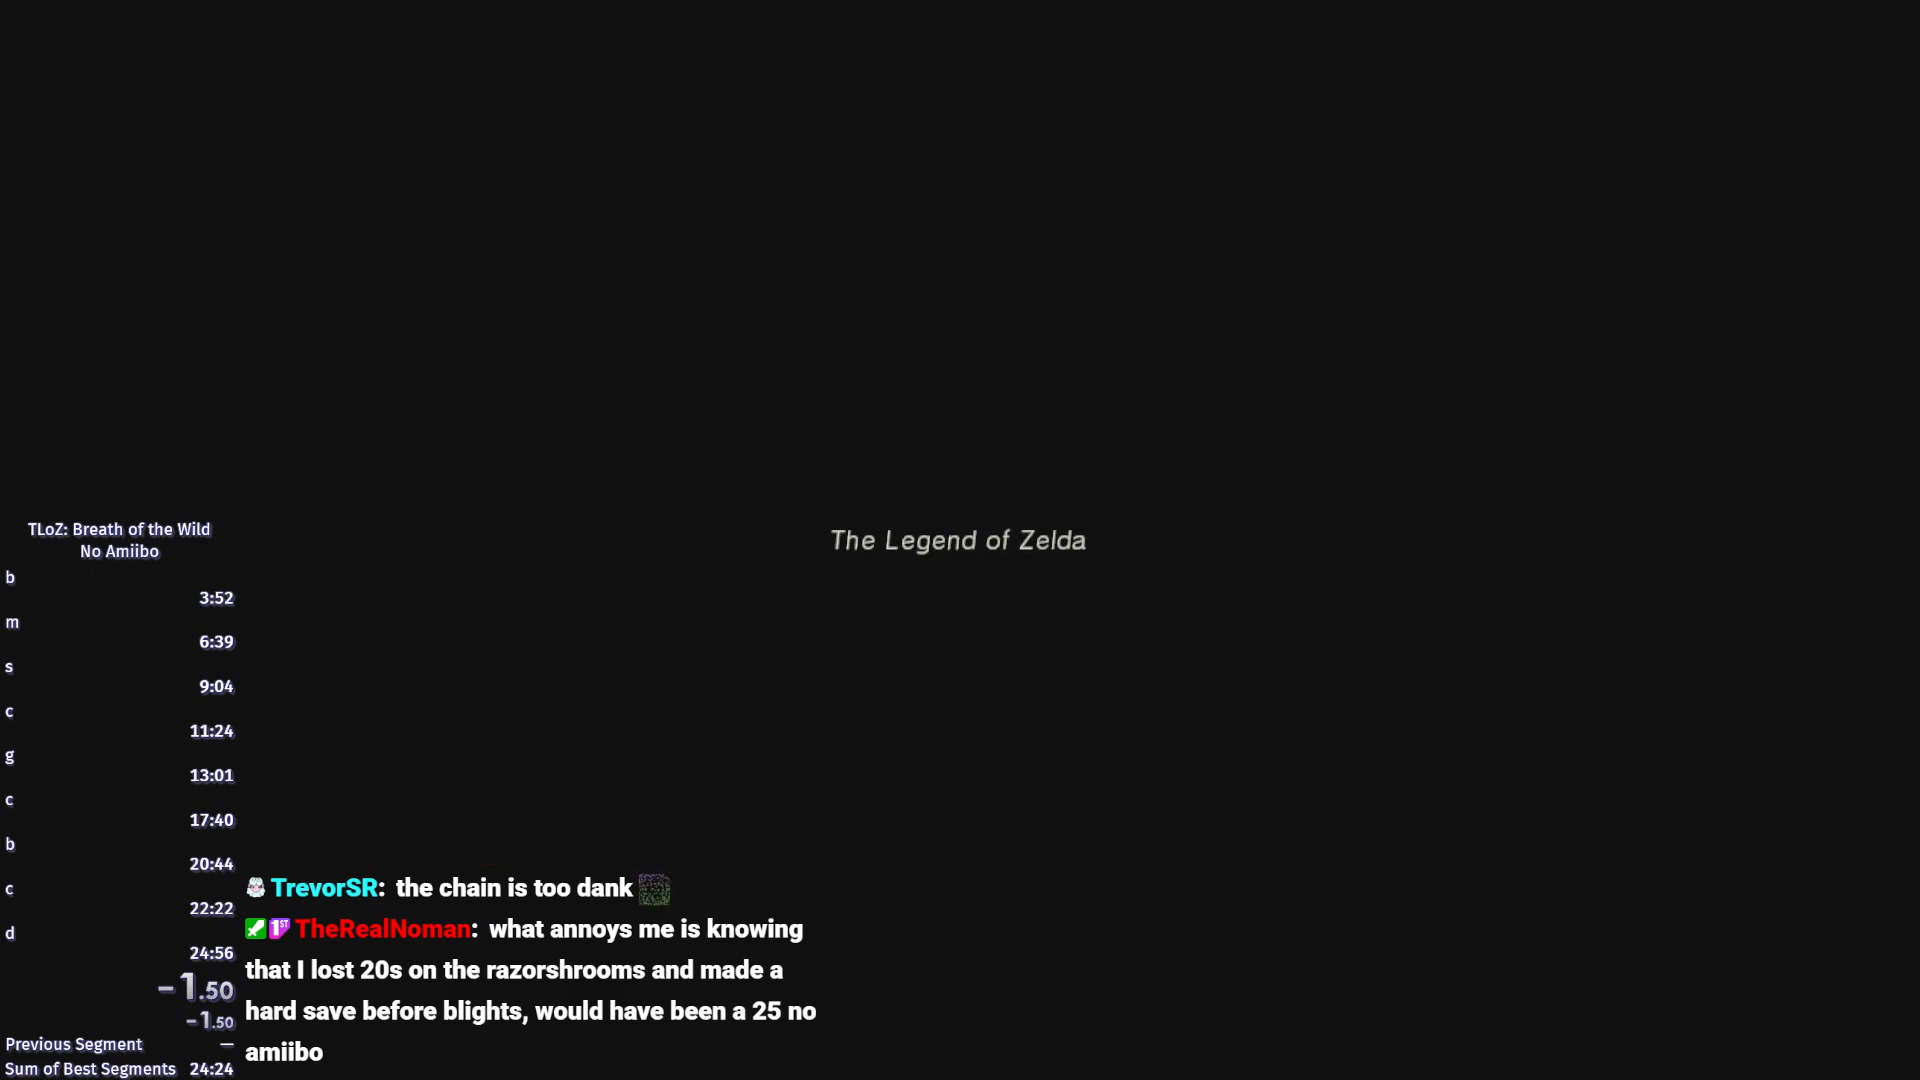 TLoZ: Breath of the Wild
No Amiibo
b
3:52
m
6:39
s
9:04
c
11:24
g
13:01
c
17:40
b
20:44
c
22:22
d
24:56
−1.50
−1.50
Previous Segment —
Sum of Best Segments 24:24
The Legend of Zelda
TrevorSR: the chain is too dank
1ST TheRealNoman: what annoys me is knowing
that I lost 20s on the razorshrooms and made a
hard save before blights, would have been a 25 no
amiibo